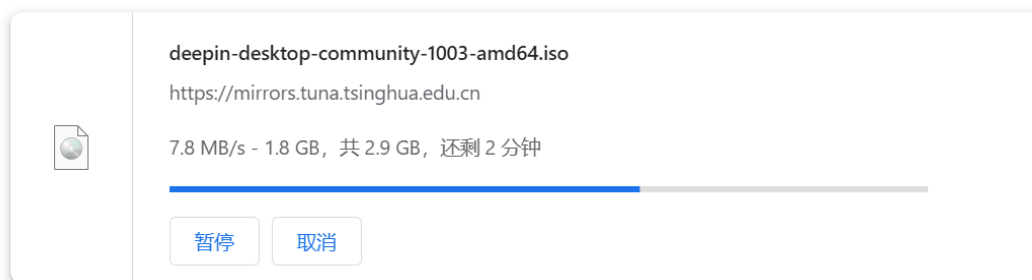 deepin-desktop-community-1003-amd64.iso
https://mirrors.tuna.tsinghua.edu.cn
7.8 MB/s - 1.8 GB，共 2.9 GB，还剩 2 分钟
暂停 取消